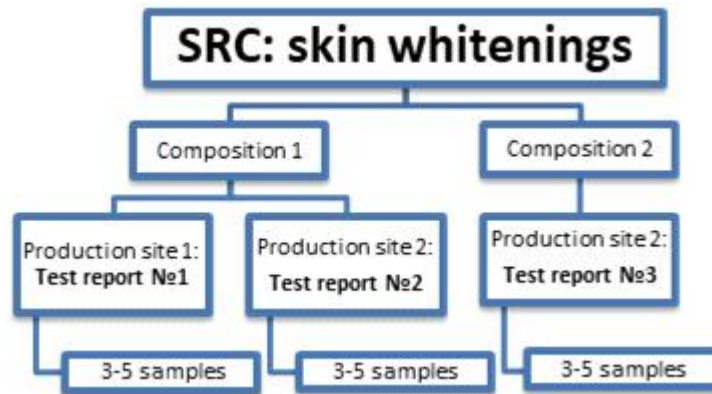 SRC: skin whitenings
Composition 1
Composition 2
Production site 1:
Test report №1
Production site 2:
Test report №2
Production site 2:
Test report №3
3-5 samples
3-5 samples
3-5 samples